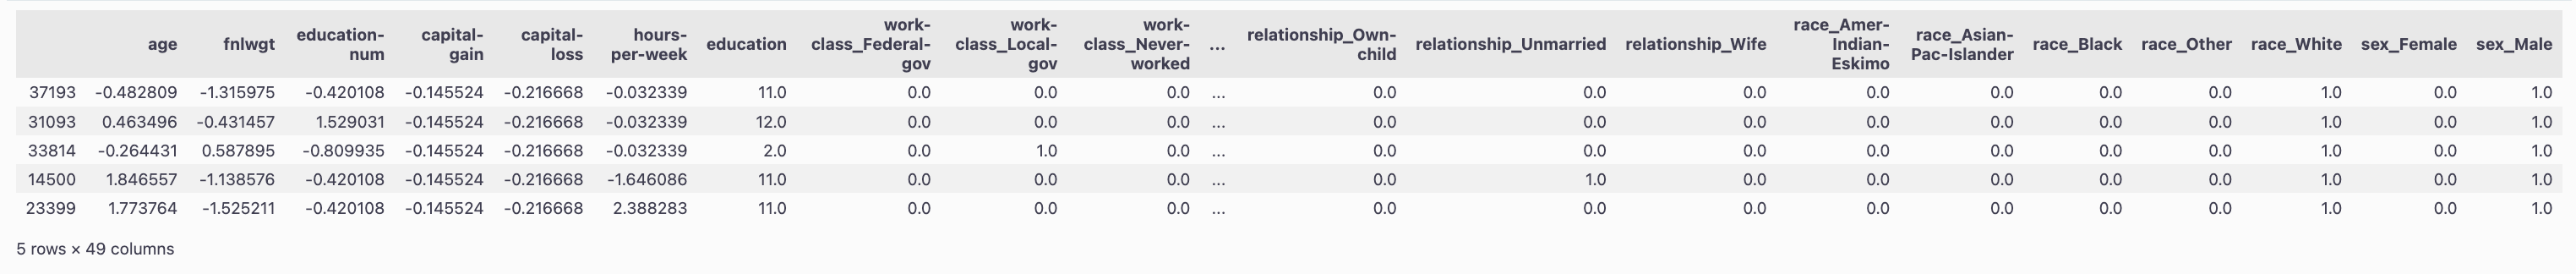 age fnlwgt education-num capital-gain capital-loss hours-per-week education work-class_Federal-gov work-class_Local-gov work-class_Never-worked ... relationship_Own-child relationship_Unmarried relationship_Wife race_Amer-Indian-Eskimo race_Asian-Pac-Islander race_Black race_Other race_White sex_Female sex_Male
37193 -0.482809 -1.315975 -0.420108 -0.145524 -0.216668 -0.032339 11.0 0.0 0.0 0.0 ... 0.0 0.0 0.0 0.0 0.0 0.0 0.0 1.0 0.0 1.0
31093 0.463496 -0.431457 1.529031 -0.145524 -0.216668 -0.032339 12.0 0.0 0.0 0.0 ... 0.0 0.0 0.0 0.0 0.0 0.0 0.0 1.0 0.0 1.0
33814 -0.264431 0.587895 -0.809935 -0.145524 -0.216668 -0.032339 2.0 0.0 1.0 0.0 ... 0.0 0.0 0.0 0.0 0.0 0.0 0.0 1.0 0.0 1.0
14500 1.846557 -1.138576 -0.420108 -0.145524 -0.216668 -1.646086 11.0 0.0 0.0 0.0 ... 0.0 1.0 0.0 0.0 0.0 0.0 0.0 1.0 0.0 1.0
23399 1.773764 -1.525211 -0.420108 -0.145524 -0.216668 2.388283 11.0 0.0 0.0 0.0 ... 0.0 0.0 0.0 0.0 0.0 0.0 0.0 1.0 0.0 1.0
5 rows × 49 columns